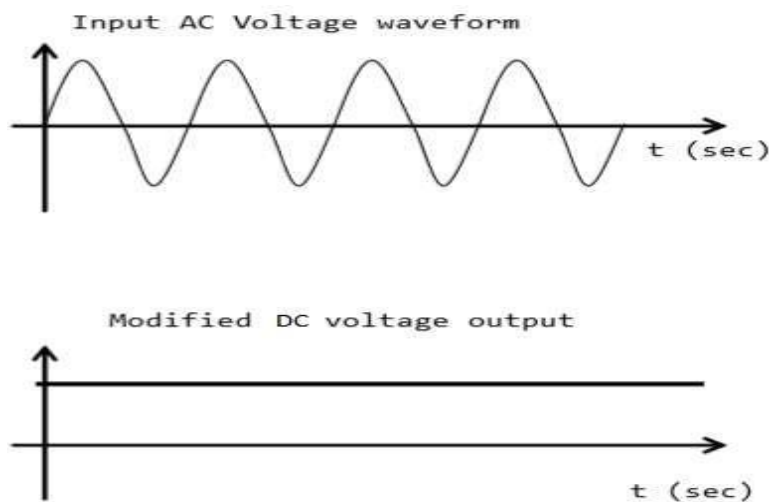 Input AC Voltage waveform
t (sec)
Modified DC voltage output
t (sec)